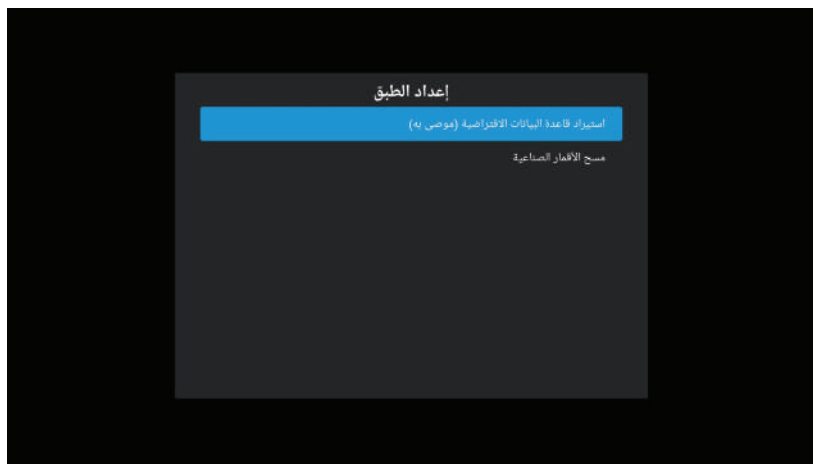 إعداد الطبق
استيراد قاعدة البيانات الافتراضية (موصى به)
مسح الأقمار الصناعية